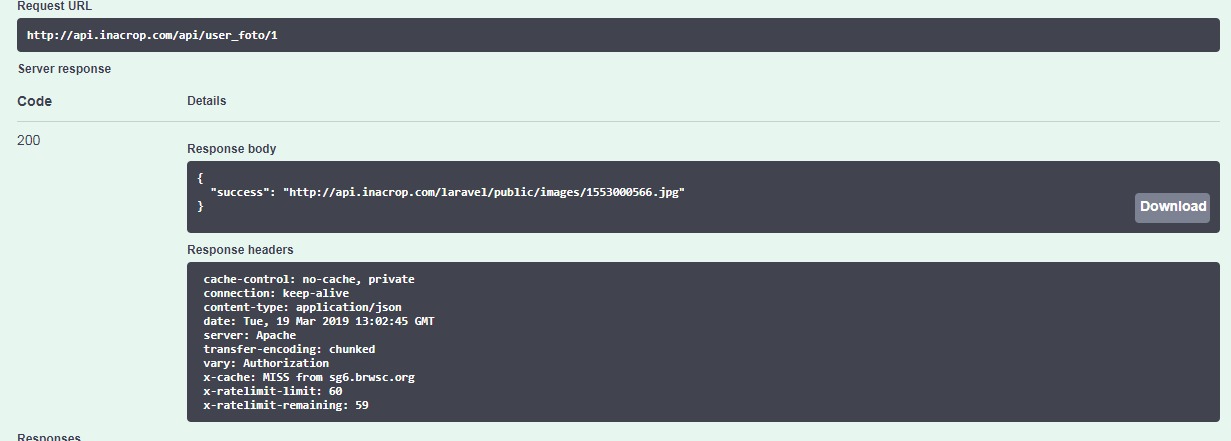 Request URL
http://api.inacrop.com/api/user_foto/1
Server response
Code Details
200
Response body
{
"success": "http://api.inacrop.com/laravel/public/images/1553000566.jpg"
}
Download
Response headers
cache-control: no-cache, private
connection: keep-alive
content-type: application/json
date: Tue, 19 Mar 2019 13:02:45 GMT
server: Apache
transfer-encoding: chunked
vary: Authorization
x-cache: MISS from sg6.brwsc.org
x-ratelimit-limit: 60
x-ratelimit-remaining: 59
Responses